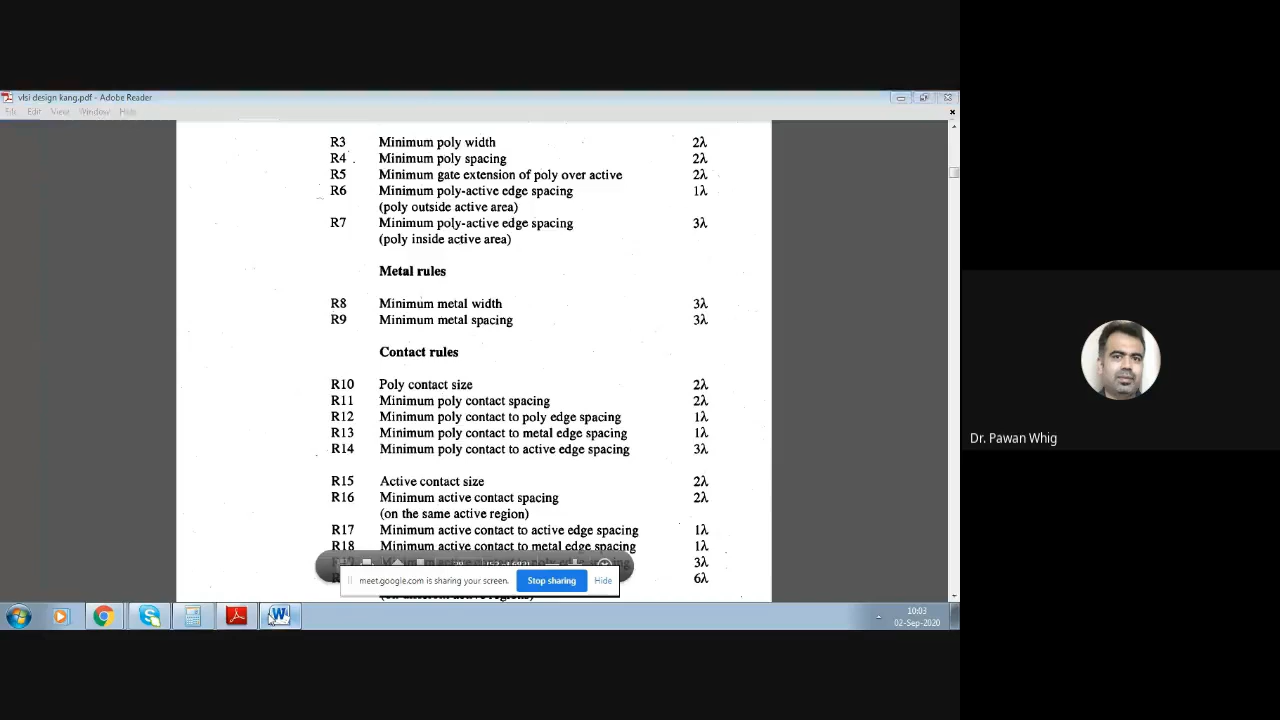 vlsi design kang.pdf - Adobe Reader
File Edit View Window Help
R3 Minimum poly width 2λ
R4 Minimum poly spacing 2λ
R5 Minimum gate extension of poly over active 2λ
R6 Minimum poly-active edge spacing 1λ
(poly outside active area)
R7 Minimum poly-active edge spacing 3λ
(poly inside active area)
Metal rules
R8 Minimum metal width 3λ
R9 Minimum metal spacing 3λ
Contact rules
R10 Poly contact size 2λ
R11 Minimum poly contact spacing 2λ
R12 Minimum poly contact to poly edge spacing 1λ
R13 Minimum poly contact to metal edge spacing 1λ
R14 Minimum poly contact to active edge spacing 3λ
R15 Active contact size 2λ
R16 Minimum active contact spacing 2λ
(on the same active region)
R17 Minimum active contact to active edge spacing 1λ
R18 Minimum active contact to metal edge spacing 1λ
3λ
6λ
meet.google.com is sharing your screen. Stop sharing Hide
10:03
02-Sep-2020
Dr. Pawan Whig